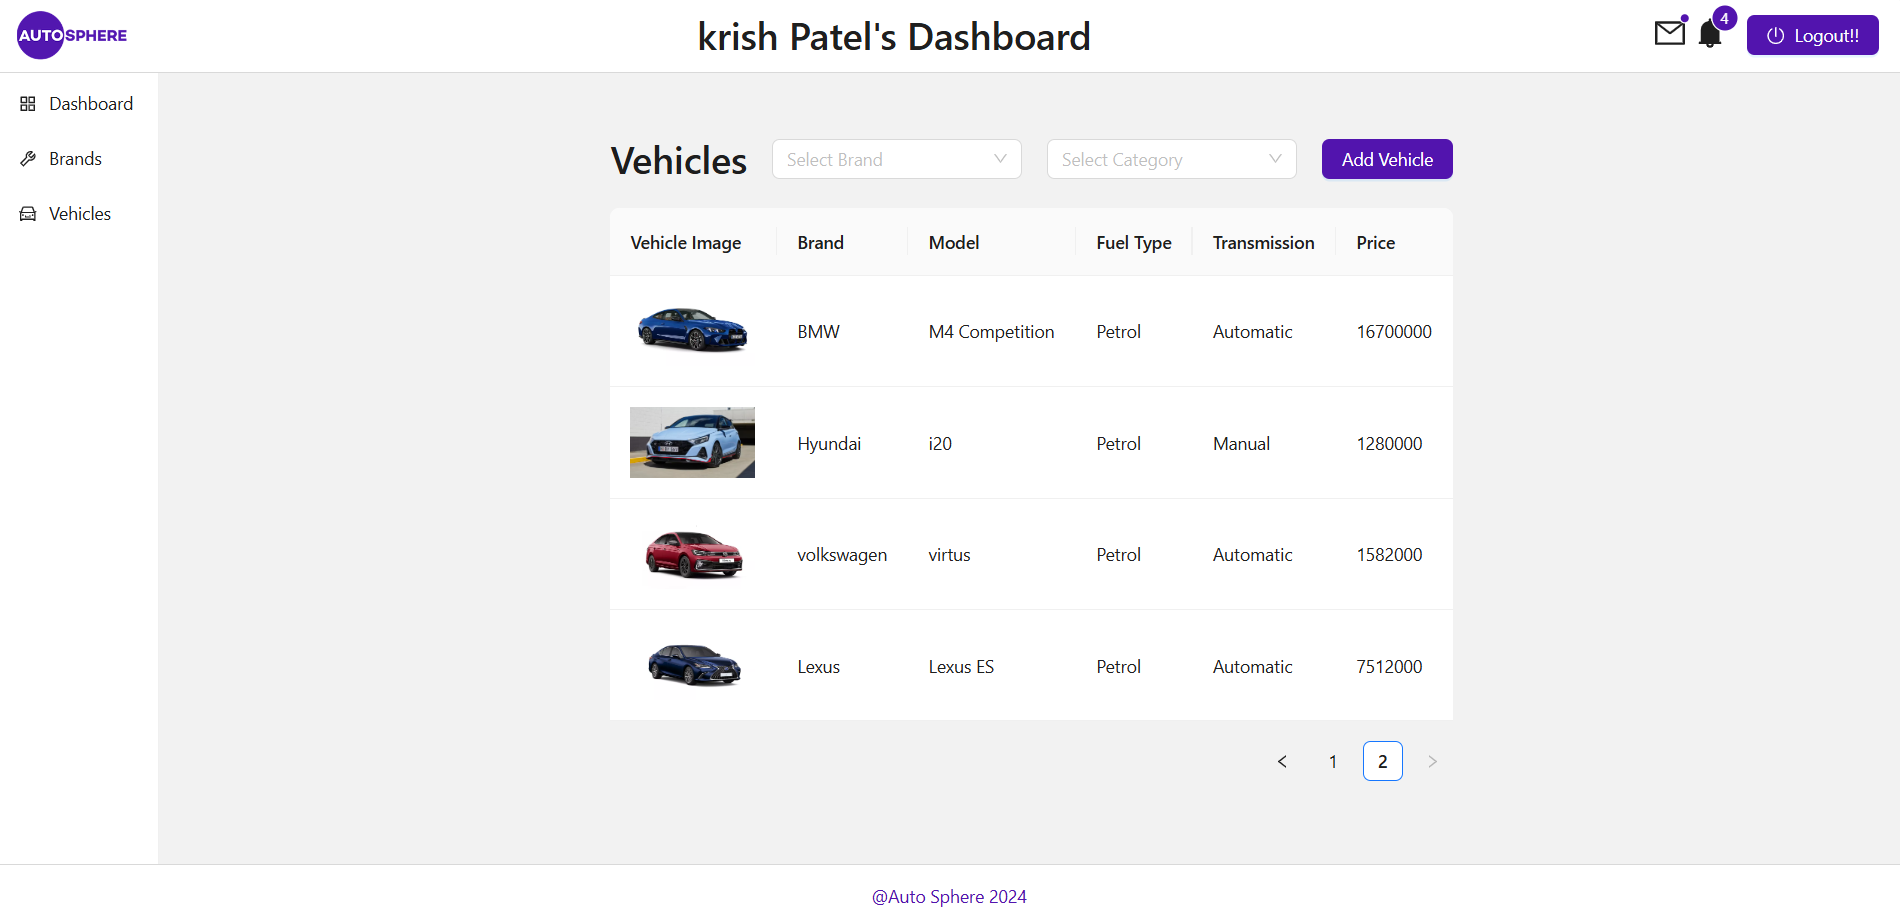 AUTOSPHERE
krish Patel's Dashboard
4
Logout!!
Dashboard
Brands
Vehicles
Vehicles
Select Brand
Select Category
Add Vehicle
Vehicle Image Brand Model Fuel Type Transmission Price
BMW M4 Competition Petrol Automatic 16700000
Hyundai i20 Petrol Manual 1280000
volkswagen virtus Petrol Automatic 1582000
Lexus Lexus ES Petrol Automatic 7512000
< 1 2 >
@Auto Sphere 2024